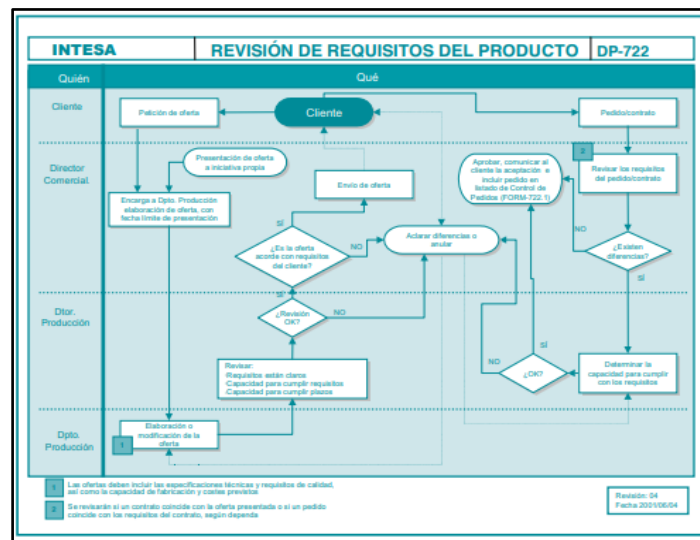 INTESA
REVISIÓN DE REQUISITOS DEL PRODUCTO
DP-722
Quién
Qué
Cliente
Petición de oferta
Cliente
Pedido/contrato
Director
Comercial
Presentación de oferta
a iniciativa propia
Encarga a Dpto. Producción
elaboración de oferta, con
fecha límite de presentación
Envío de oferta
SÍ
¿Es la oferta
acorde con requisitos
del cliente?
NO
Aclarar diferencias o
anular
Aprobar, comunicar al
cliente la aceptación e
incluir pedido en
listado de Control de
Pedidos (FORM-722.1)
2
Revisar los requisitos
del pedido/contrato
NO
¿Existen
diferencias?
SÍ
Dtor.
Producción
SÍ
¿Revisión
OK?
NO
Revisar:
·Requisitos están claros
·Capacidad para cumplir requisitos
·Capacidad para cumplir plazos
NO
SÍ
¿OK?
Determinar la
capacidad para cumplir
con los requisitos
Dpto.
Producción
1
Elaboración o
modificación de la
oferta
1
Las ofertas deben incluir las especificaciones técnicas y requisitos de calidad,
así como la capacidad de fabricación y costes previstos
2
Se revisarán si un contrato coincide con la oferta presentada o si un pedido
coincide con los requisitos del contrato, según dependa
Revisión: 04
Fecha:2001/06/04